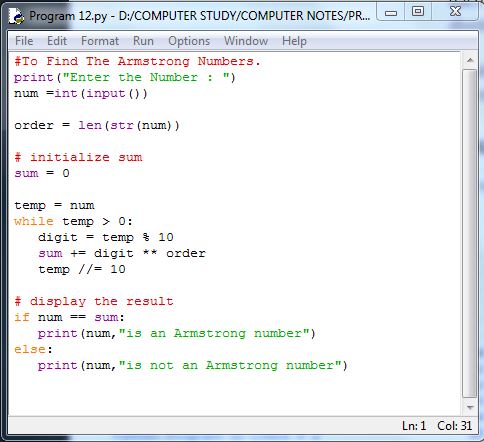 Program 12.py - D:/COMPUTER STUDY/COMPUTER NOTES/PR...
File Edit Format Run Options Window Help
#To Find The Armstrong Numbers.
print("Enter the Number : ")
num =int(input())

order = len(str(num))

# initialize sum
sum = 0

temp = num
while temp > 0:
   digit = temp % 10
   sum += digit ** order
   temp //= 10

# display the result
if num == sum:
   print(num,"is an Armstrong number")
else:
   print(num,"is not an Armstrong number")
Ln: 1 Col: 31